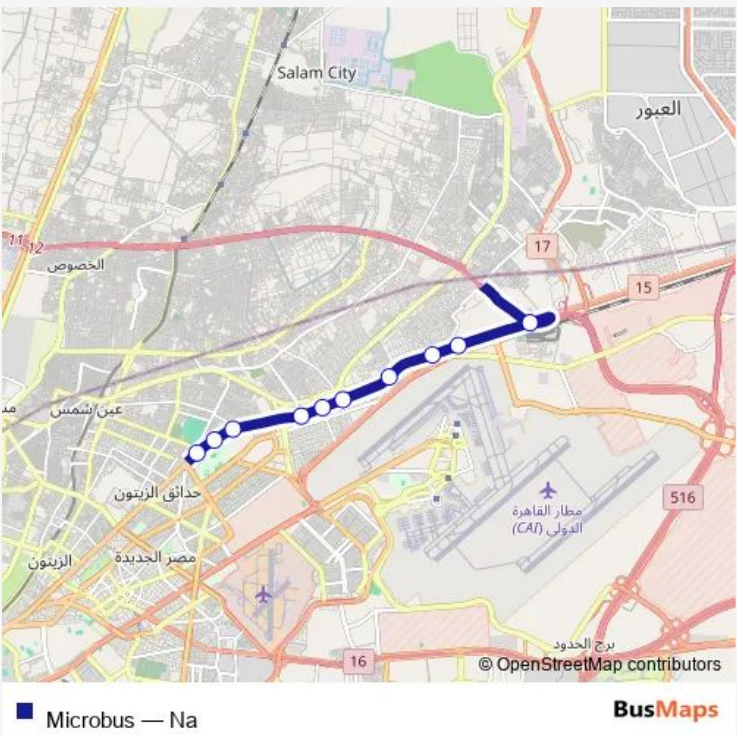 Salam City
العبور
11
12
17
الخصوص
15
عين شمس
حدائق الزيتون
516
مطار القاهرة
الدولي (CAI)
الزيتون
مصر الجديدة
برج الحدود
16
© OpenStreetMap contributors
Microbus — Na
BusMaps